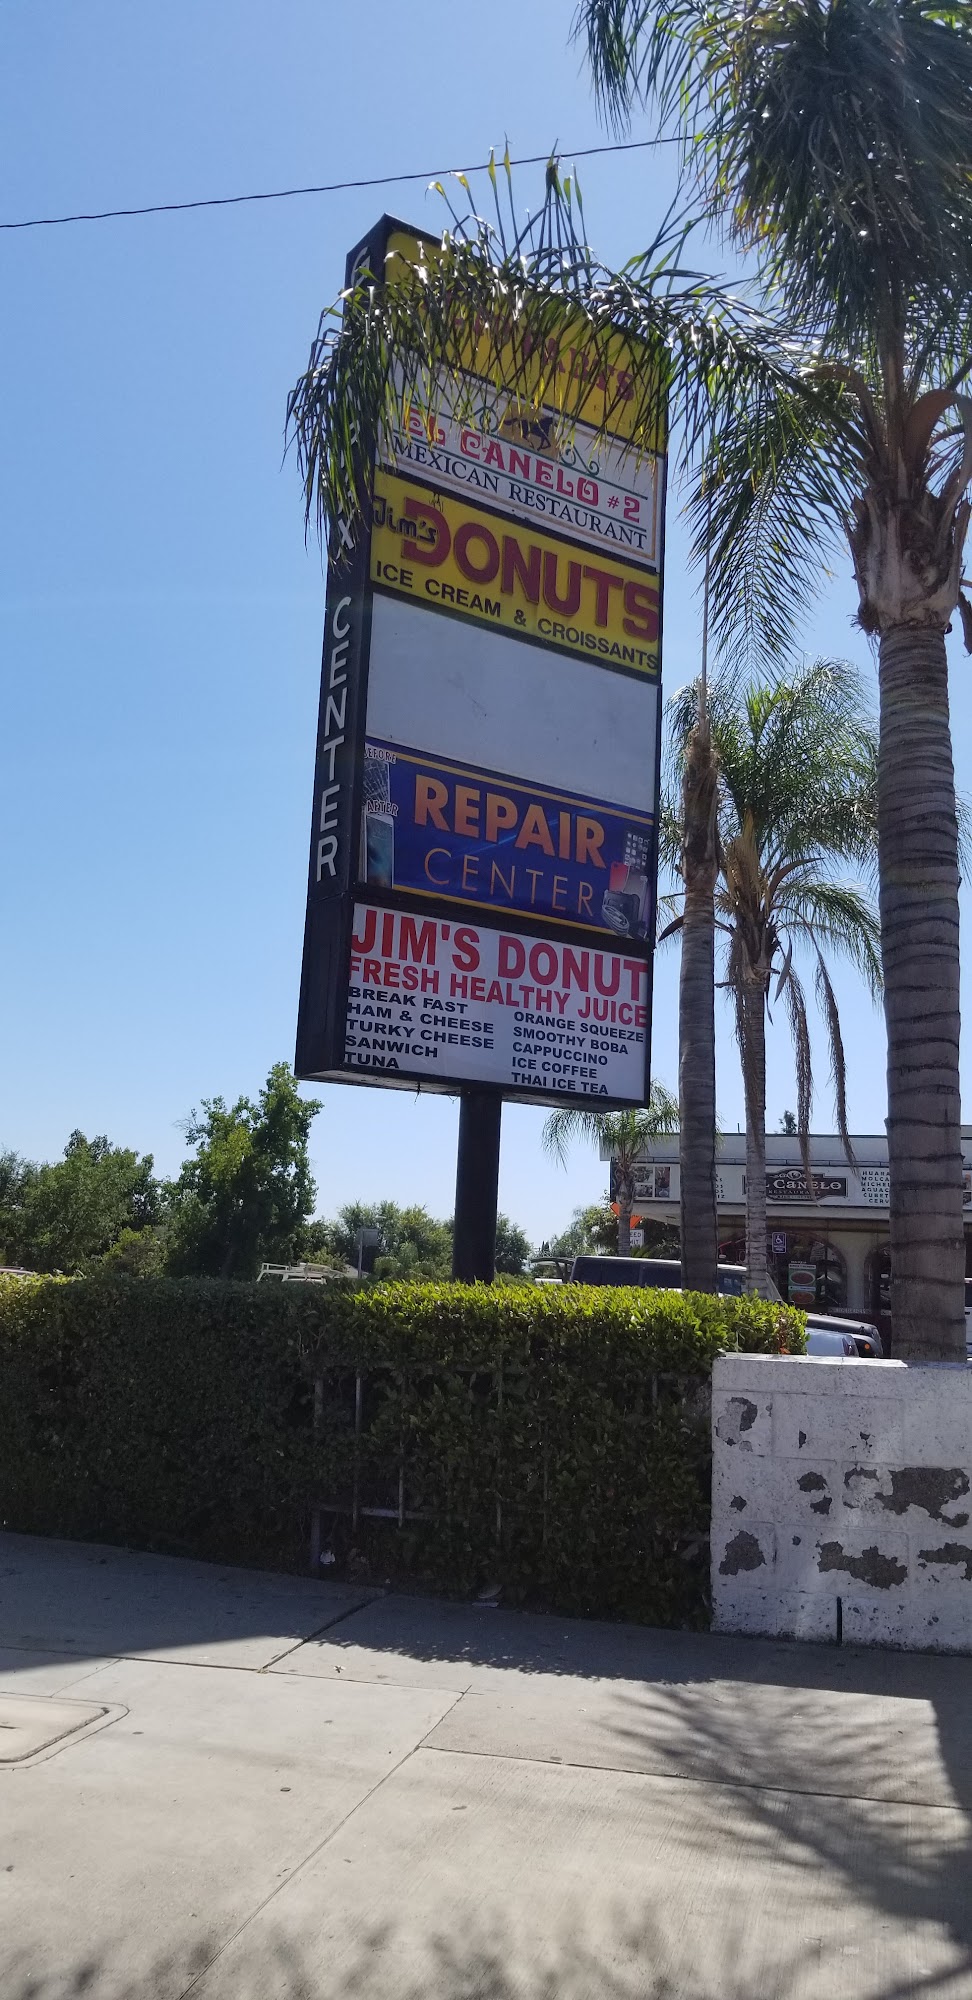 EL CANELO #2
MEXICAN RESTAURANT
Jim's
DONUTS
ICE CREAM & CROISSANTS
CENTER
BEFORE
AFTER
REPAIR
CENTER
JIM'S DONUT
FRESH HEALTHY JUICE
BREAK FAST
HAM & CHEESE
TURKY CHEESE
SANWICH
TUNA
ORANGE SQUEEZE
SMOOTHY BOBA
CAPPUCCINO
ICE COFFEE
THAI ICE TEA
EL CANELO
RESTAURANT